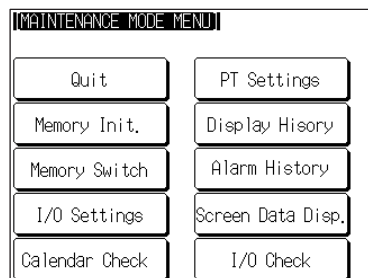 [MAINTENANCE MODE MENU]
Quit
PT Settings
Memory Init.
Display Hisory
Memory Switch
Alarm History
I/O Settings
Screen Data Disp.
Calendar Check
I/O Check